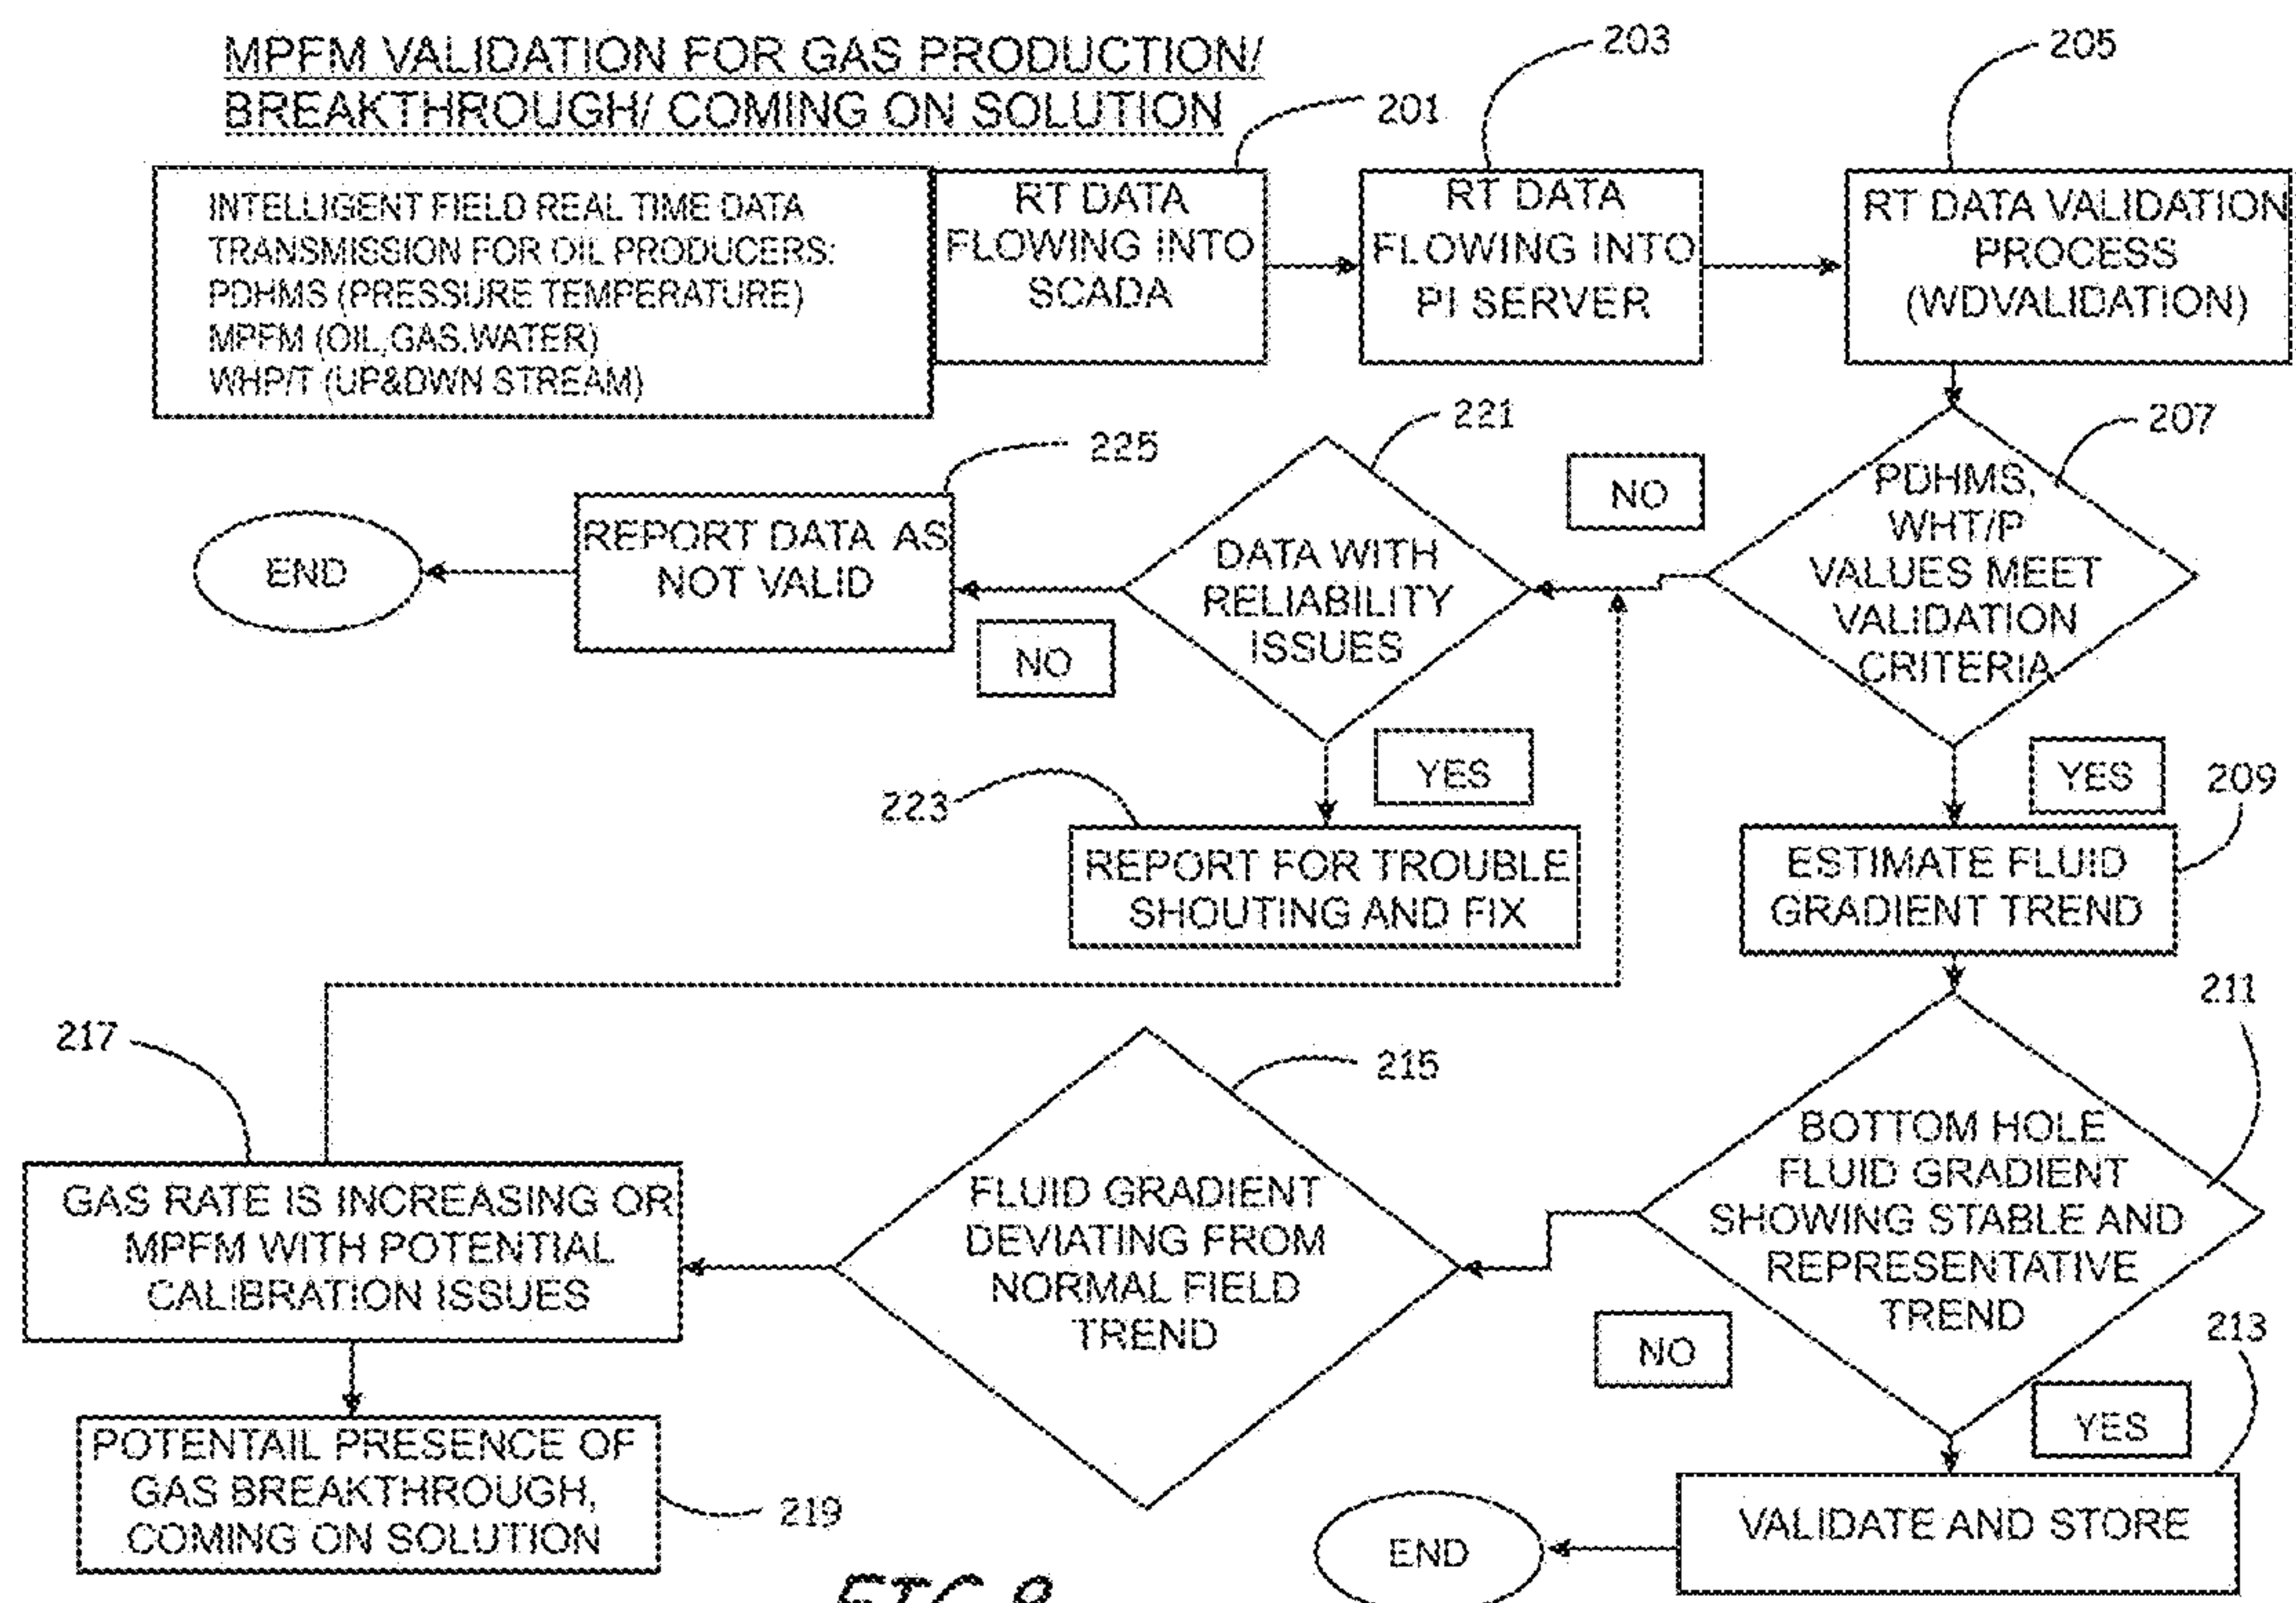 MPFM VALIDATION FOR GAS PRODUCTION/
BREAKTHROUGH/ COMING ON SOLUTION
201
203
205
INTELLIGENT FIELD REAL TIME DATA
TRANSMISSION FOR OIL PRODUCERS:
PDHMS (PRESSURE TEMPERATURE)
MPFM (OIL,GAS,WATER)
WHP/T (UP&DWN STREAM)
RT DATA
FLOWING INTO
SCADA
RT DATA
FLOWING INTO
PI SERVER
RT DATA VALIDATION
PROCESS
(WDVALIDATION)
207
PDHMS,
WHT/P
VALUES MEET
VALIDATION
CRITERIA
NO
221
DATA WITH
RELIABILITY
ISSUES
225
REPORT DATA AS
NOT VALID
END
NO
YES
YES
223
REPORT FOR TROUBLE
SHOUTING AND FIX
209
ESTIMATE FLUID
GRADIENT TREND
211
BOTTOM HOLE
FLUID GRADIENT
SHOWING STABLE AND
REPRESENTATIVE
TREND
215
FLUID GRADIENT
DEVIATING FROM
NORMAL FIELD
TREND
217
GAS RATE IS INCREASING OR
MPFM WITH POTENTIAL
CALIBRATION ISSUES
NO
YES
213
VALIDATE AND STORE
END
POTENTAIL PRESENCE OF
GAS BREAKTHROUGH,
COMING ON SOLUTION
219